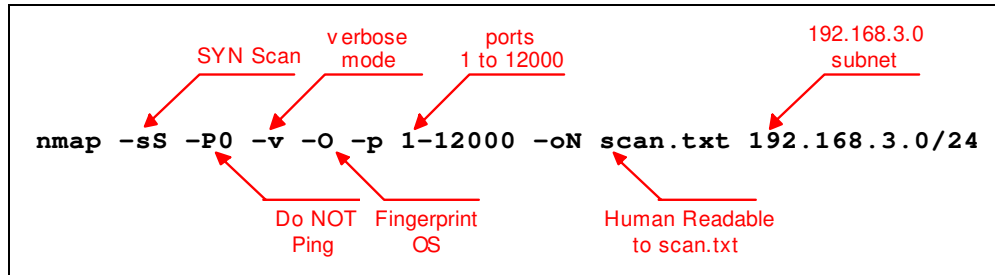 SYN Scan
verbose
mode
ports
1 to 12000
192.168.3.0
subnet
nmap –sS –P0 –v –O –p 1–12000 –oN scan.txt 192.168.3.0/24
Do NOT
Ping
Fingerprint
OS
Human Readable
to scan.txt